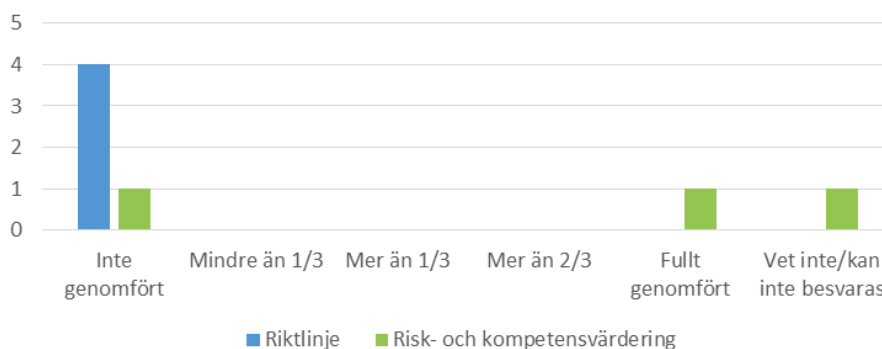 5
4
3
2
1
0
Inte genomfört
Mindre än 1/3
Mer än 1/3
Mer än 2/3
Fullt genomfört
Vet inte/kan inte besvaras
Riktlinje
Risk- och kompetensvärdering